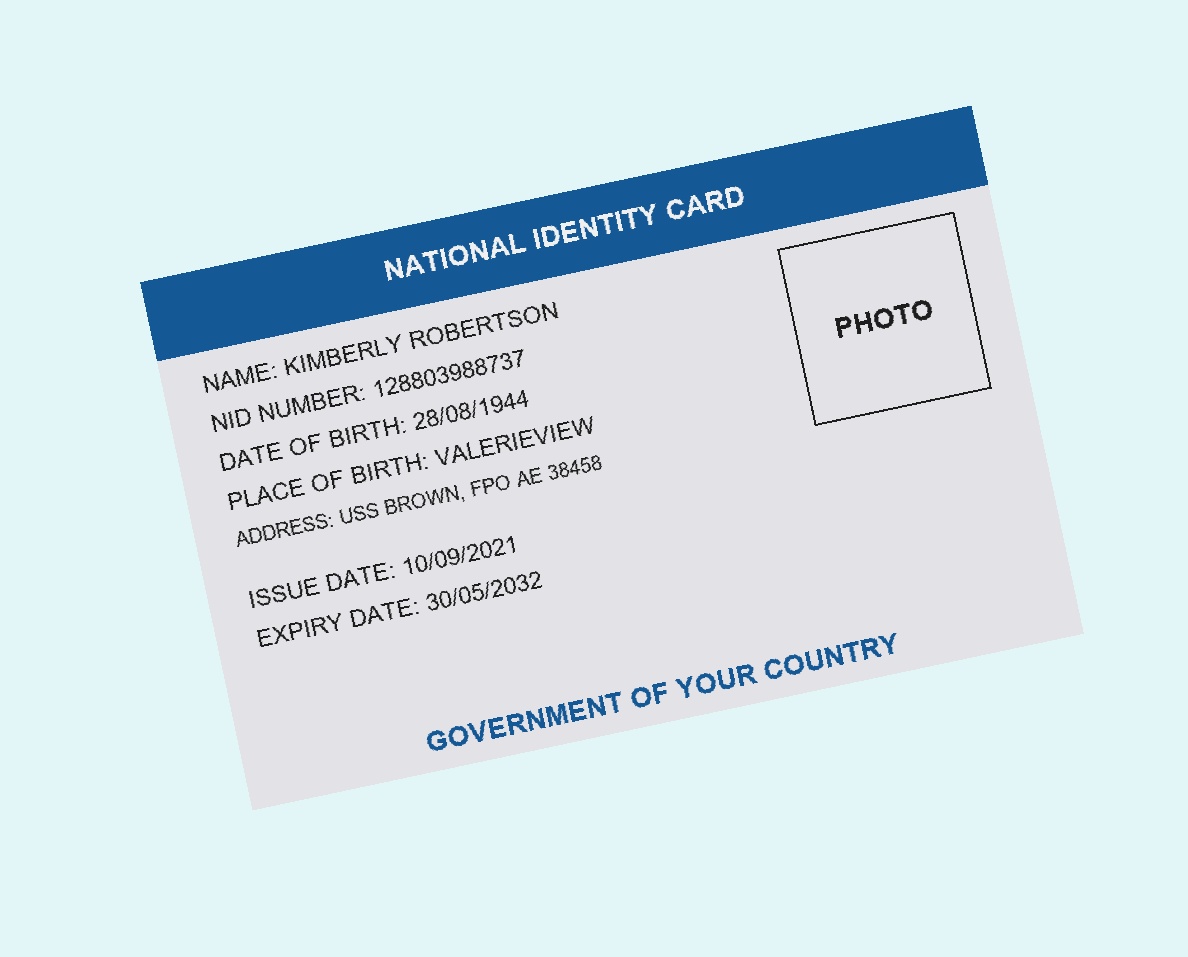 NATIONAL IDENTITY CARD
NAME: KIMBERLY ROBERTSON
NID NUMBER: 128803988737
DATE OF BIRTH: 28/08/1944
PLACE OF BIRTH: VALERIEVIEW
ADDRESS: USS BROWN, FPO AE 38458
ISSUE DATE: 10/09/2021
EXPIRY DATE: 30/05/2032
PHOTO
GOVERNMENT OF YOUR COUNTRY